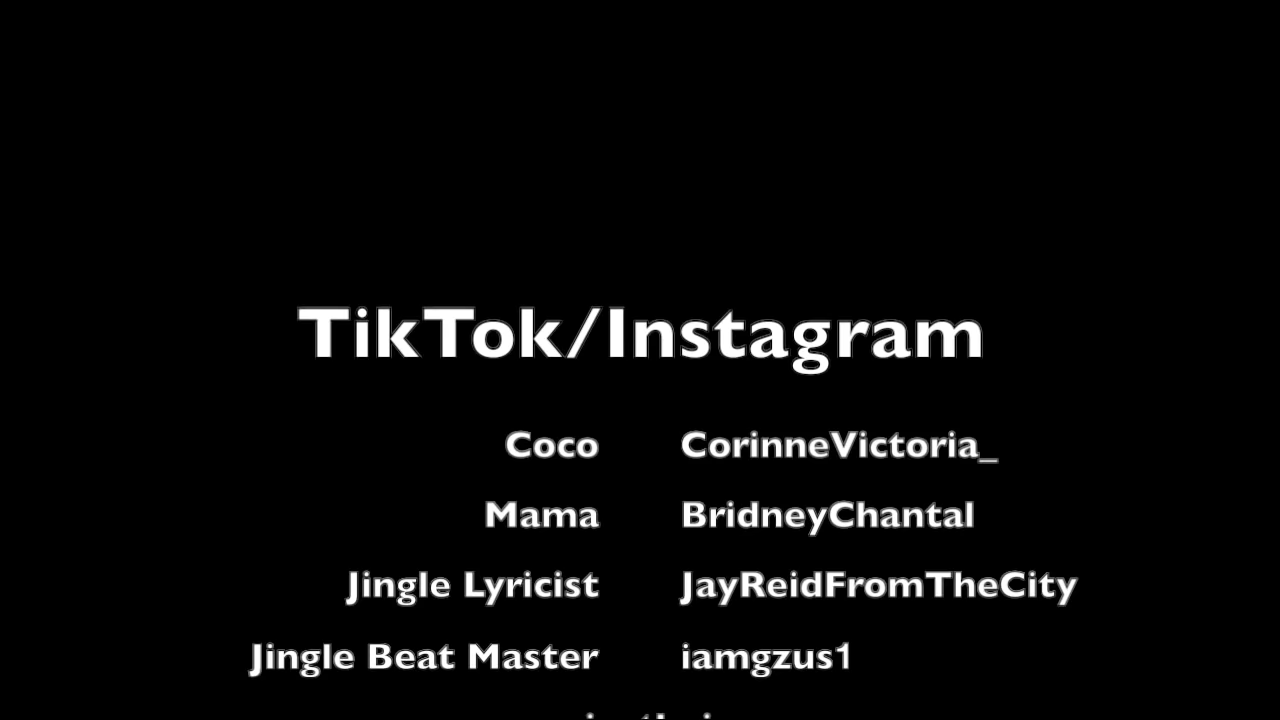 TikTok/Instagram
Coco CorinneVictoria_
Mama BridneyChantal
Jingle Lyricist JayReidFromTheCity
Jingle Beat Master iamgzus1